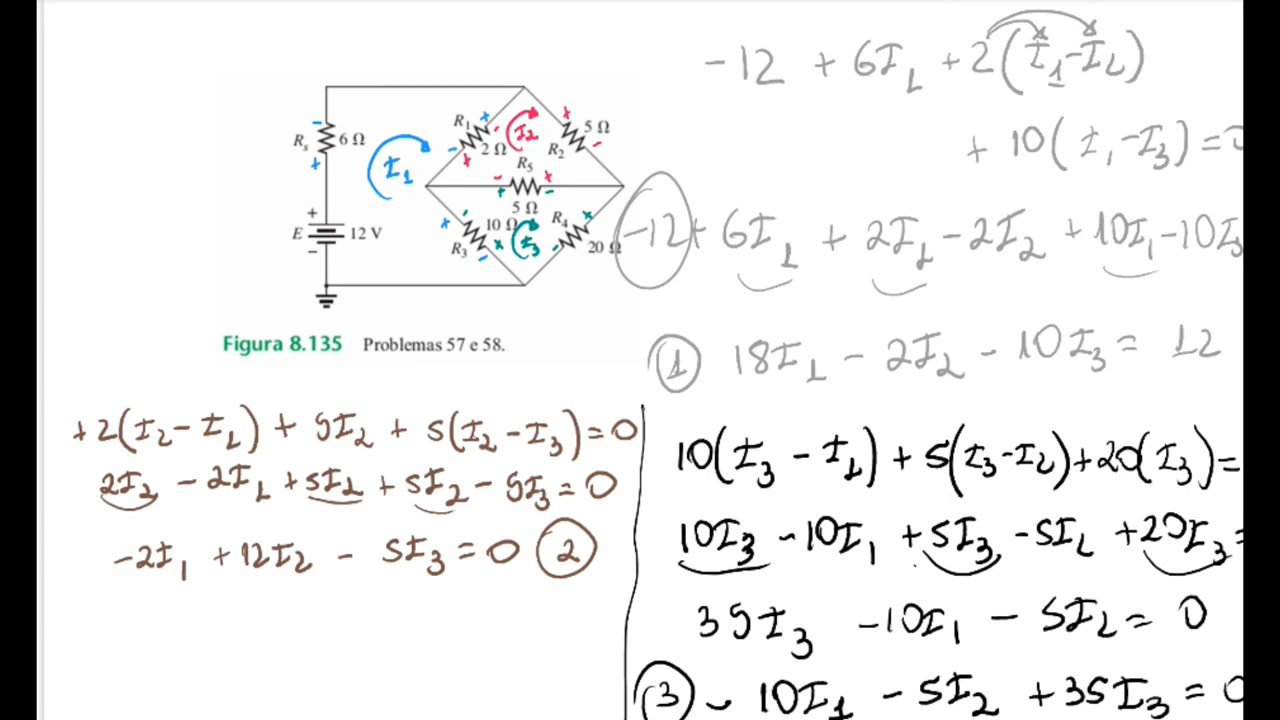 -12 + 6I₁ + 2(I₁-I₂)
+ 10(I₁-I₃)=0
-12+ 6I₁ + 2I₁ -2I₂ +10I₁-10I₃
① 18I₁ - 2I₂ - 10I₃ = 12
Rₛ 6 Ω
E + - 12 V
I₁
R₁ 2 Ω
I₂
R₂ 5 Ω
R₅ 5 Ω
R₃ 10 Ω
I₃
R₄ 20 Ω
Figura 8.135 Problemas 57 e 58.
+2(I₂-I₁) + 5I₂ + 5(I₂-I₃)=0
2I₂ - 2I₁ +5I₂ + 5I₂ - 5I₃ = 0
-2I₁ +12I₂ - 5I₃ = 0 ②
10(I₃ - I₁) + 5(I₃-I₂)+20(I₃)=
10I₃ -10I₁ +5I₃ -5I₂ +20I₃=
35I₃ -10I₁ - 5I₂= 0
③ - 10I₁ - 5I₂ +35I₃ = 0